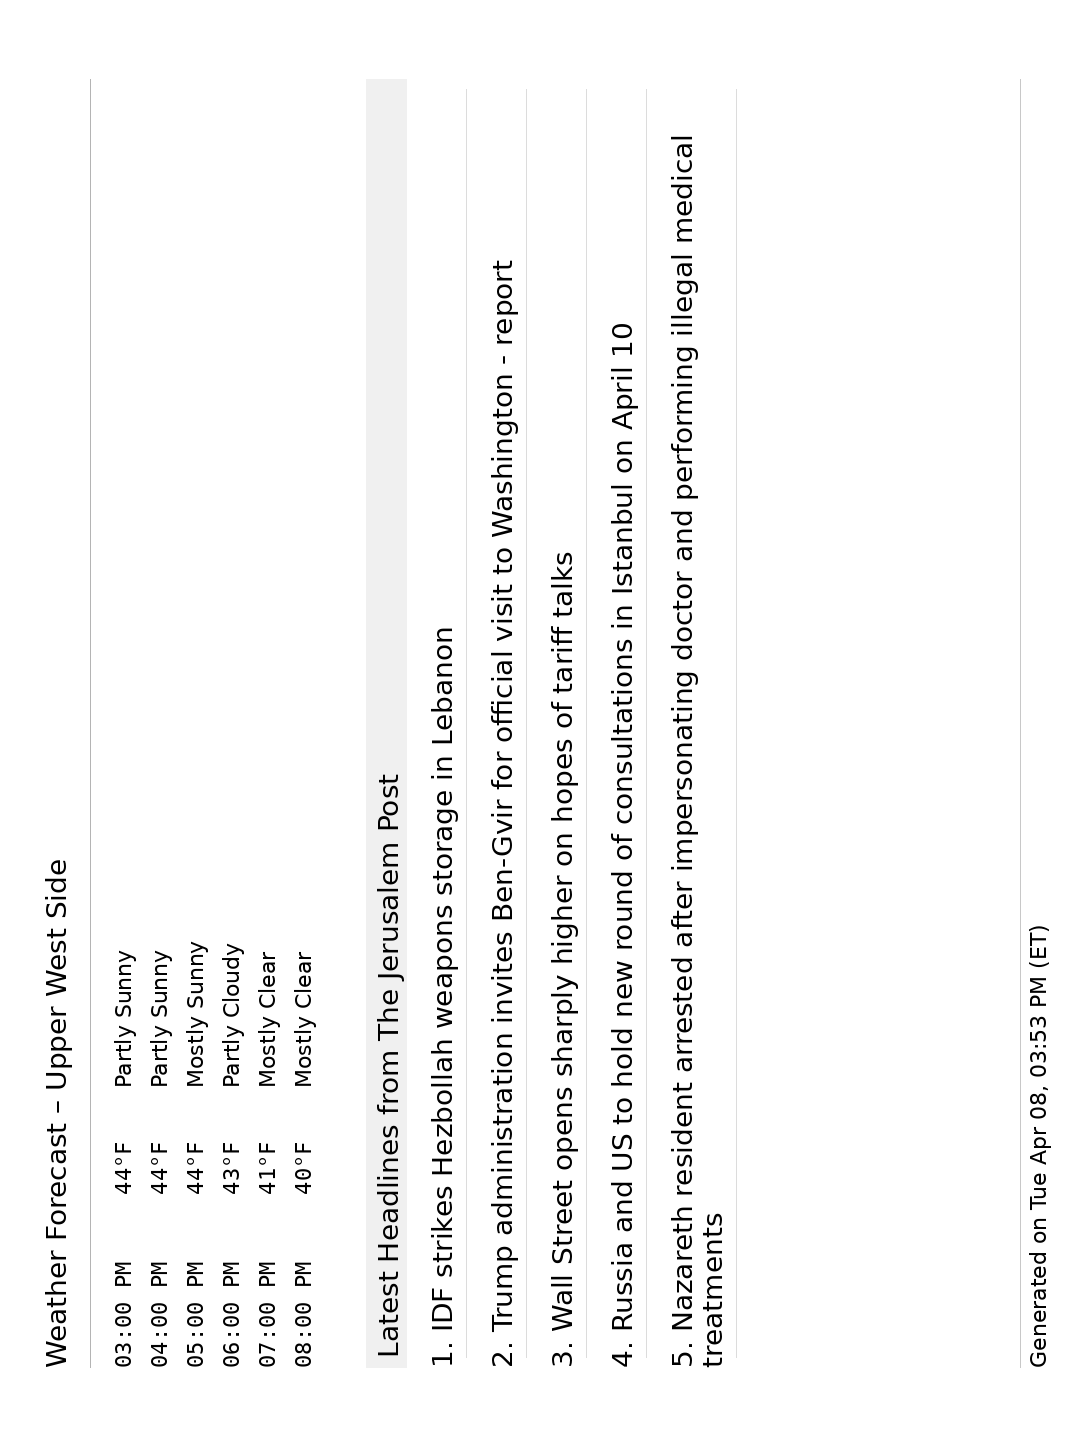 Weather Forecast – Upper West Side
03:00 PM 44°F Partly Sunny
04:00 PM 44°F Partly Sunny
05:00 PM 44°F Mostly Sunny
06:00 PM 43°F Partly Cloudy
07:00 PM 41°F Mostly Clear
08:00 PM 40°F Mostly Clear
Latest Headlines from The Jerusalem Post
1. IDF strikes Hezbollah weapons storage in Lebanon
2. Trump administration invites Ben-Gvir for official visit to Washington - report
3. Wall Street opens sharply higher on hopes of tariff talks
4. Russia and US to hold new round of consultations in Istanbul on April 10
5. Nazareth resident arrested after impersonating doctor and performing illegal medical
treatments
Generated on Tue Apr 08, 03:53 PM (ET)